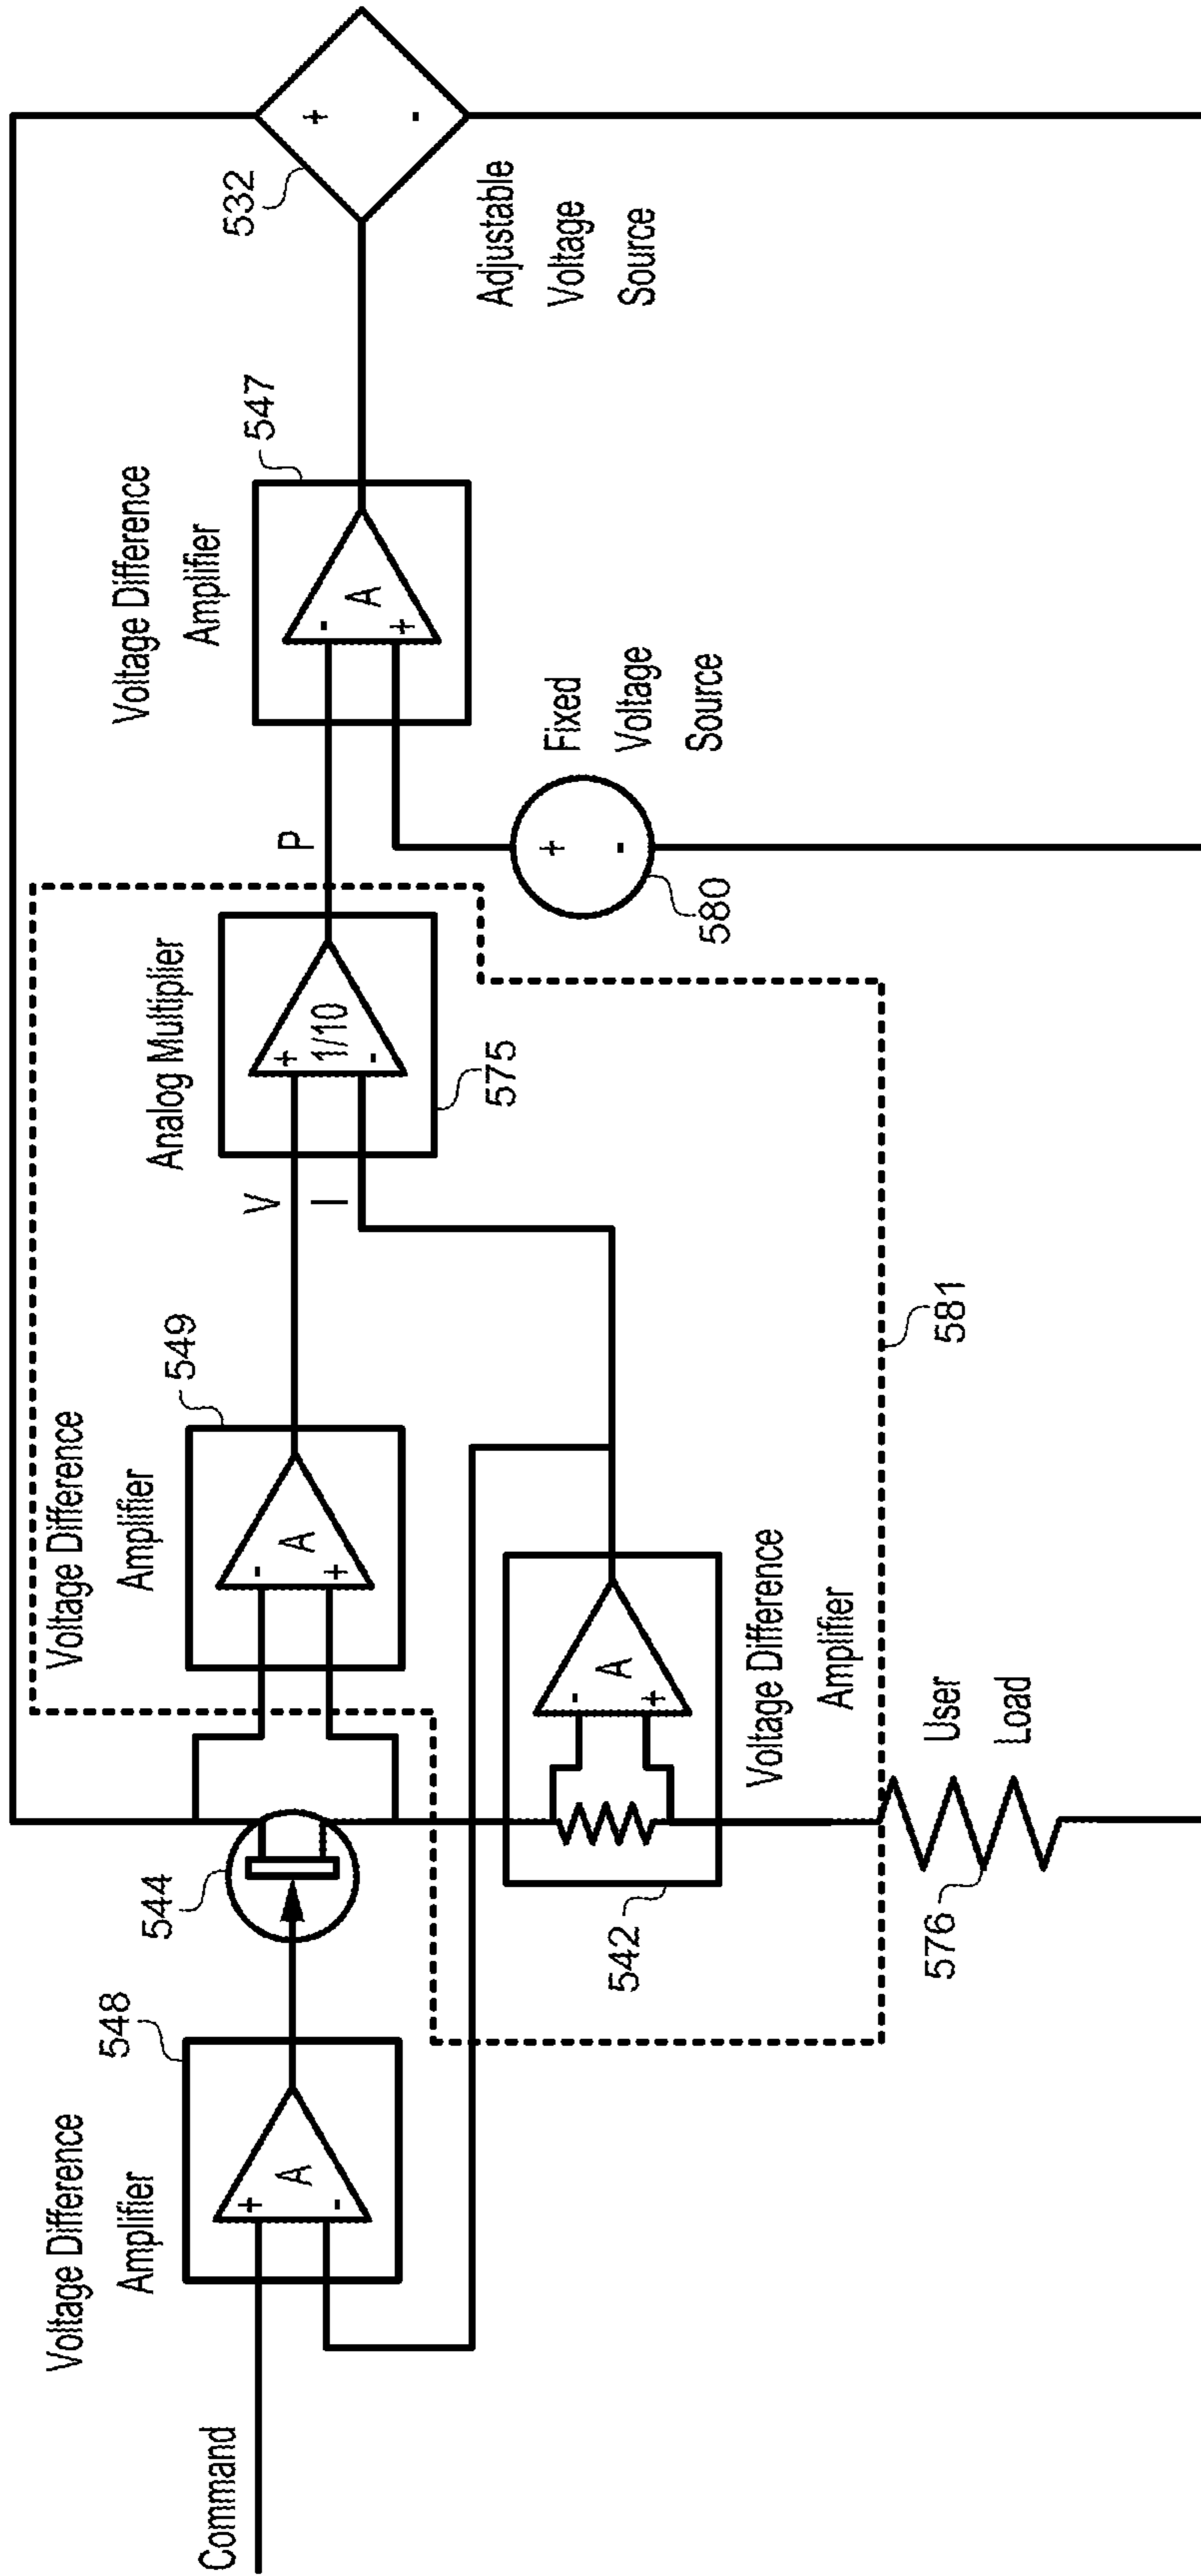 Command
Voltage Difference
Amplifier
548
+
A
-
544
Voltage Difference
Amplifier
549
-
A
+
542
-
A
+
Voltage Difference
Amplifier
576
User
Load
581
V
I
Analog Multiplier
+
1/10
-
575
P
Fixed
Voltage
Source
+
-
580
Voltage Difference
Amplifier
547
-
A
+
532
+
-
Adjustable
Voltage
Source